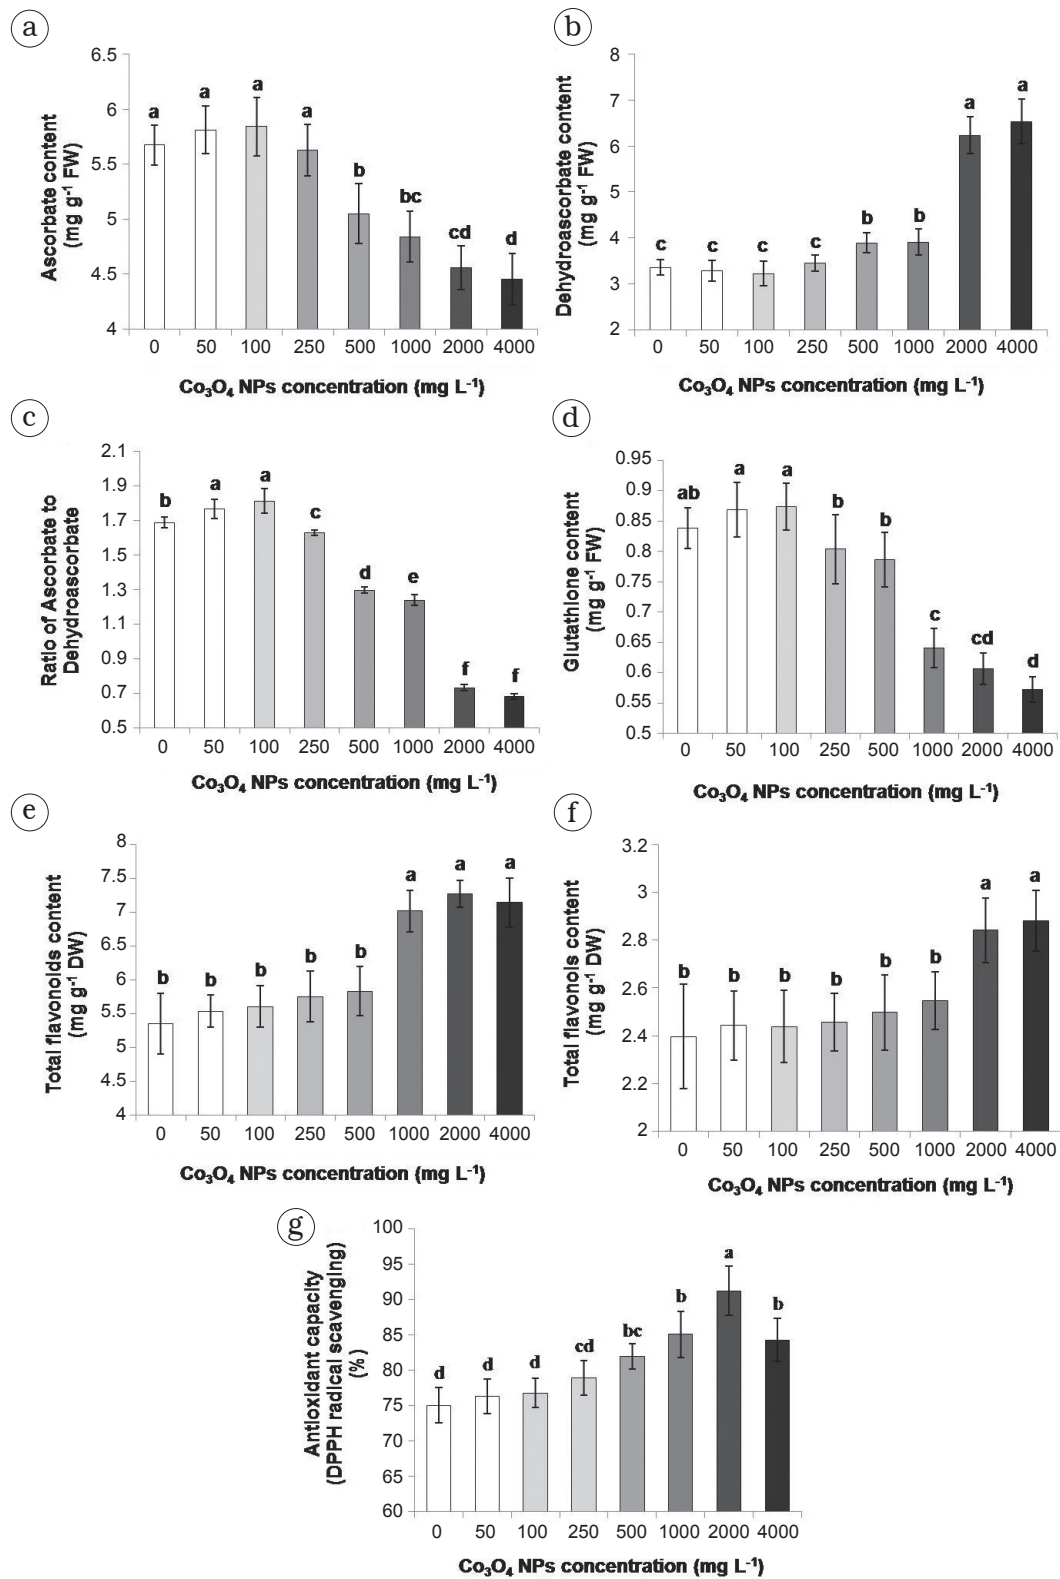 a
6.5
6
5.5
5
4.5
4
a a a a b bc cd d
0 50 100 250 500 1000 2000 4000
Ascorbate content
(mg g-1 FW)
Co3O4 NPs concentration (mg L-1)
b
8
7
6
5
4
3
2
c c c c b b a a
0 50 100 250 500 1000 2000 4000
Dehydroascorbate content
(mg g-1 FW)
Co3O4 NPs concentration (mg L-1)
c
2.1
1.9
1.7
1.5
1.3
1.1
0.9
0.7
0.5
b a a c d e f f
0 50 100 250 500 1000 2000 4000
Ratio of Ascorbate to
Dehydroascorbate
Co3O4 NPs concentration (mg L-1)
d
0.95
0.9
0.85
0.8
0.75
0.7
0.65
0.6
0.55
0.5
ab a a b b c cd d
0 50 100 250 500 1000 2000 4000
Glutathione content
(mg g-1 FW)
Co3O4 NPs concentration (mg L-1)
e
8
7.5
7
6.5
6
5.5
5
4.5
4
b b b b b a a a
0 50 100 250 500 1000 2000 4000
Total flavonoids content
(mg g-1 DW)
Co3O4 NPs concentration (mg L-1)
f
3.2
3
2.8
2.6
2.4
2.2
2
b b b b b b a a
0 50 100 250 500 1000 2000 4000
Total flavonols content
(mg g-1 DW)
Co3O4 NPs concentration (mg L-1)
g
100
95
90
85
80
75
70
65
60
d d d cd bc b a b
0 50 100 250 500 1000 2000 4000
Antioxidant capacity
(DPPH radical scavenging)
(%)
Co3O4 NPs concentration (mg L-1)